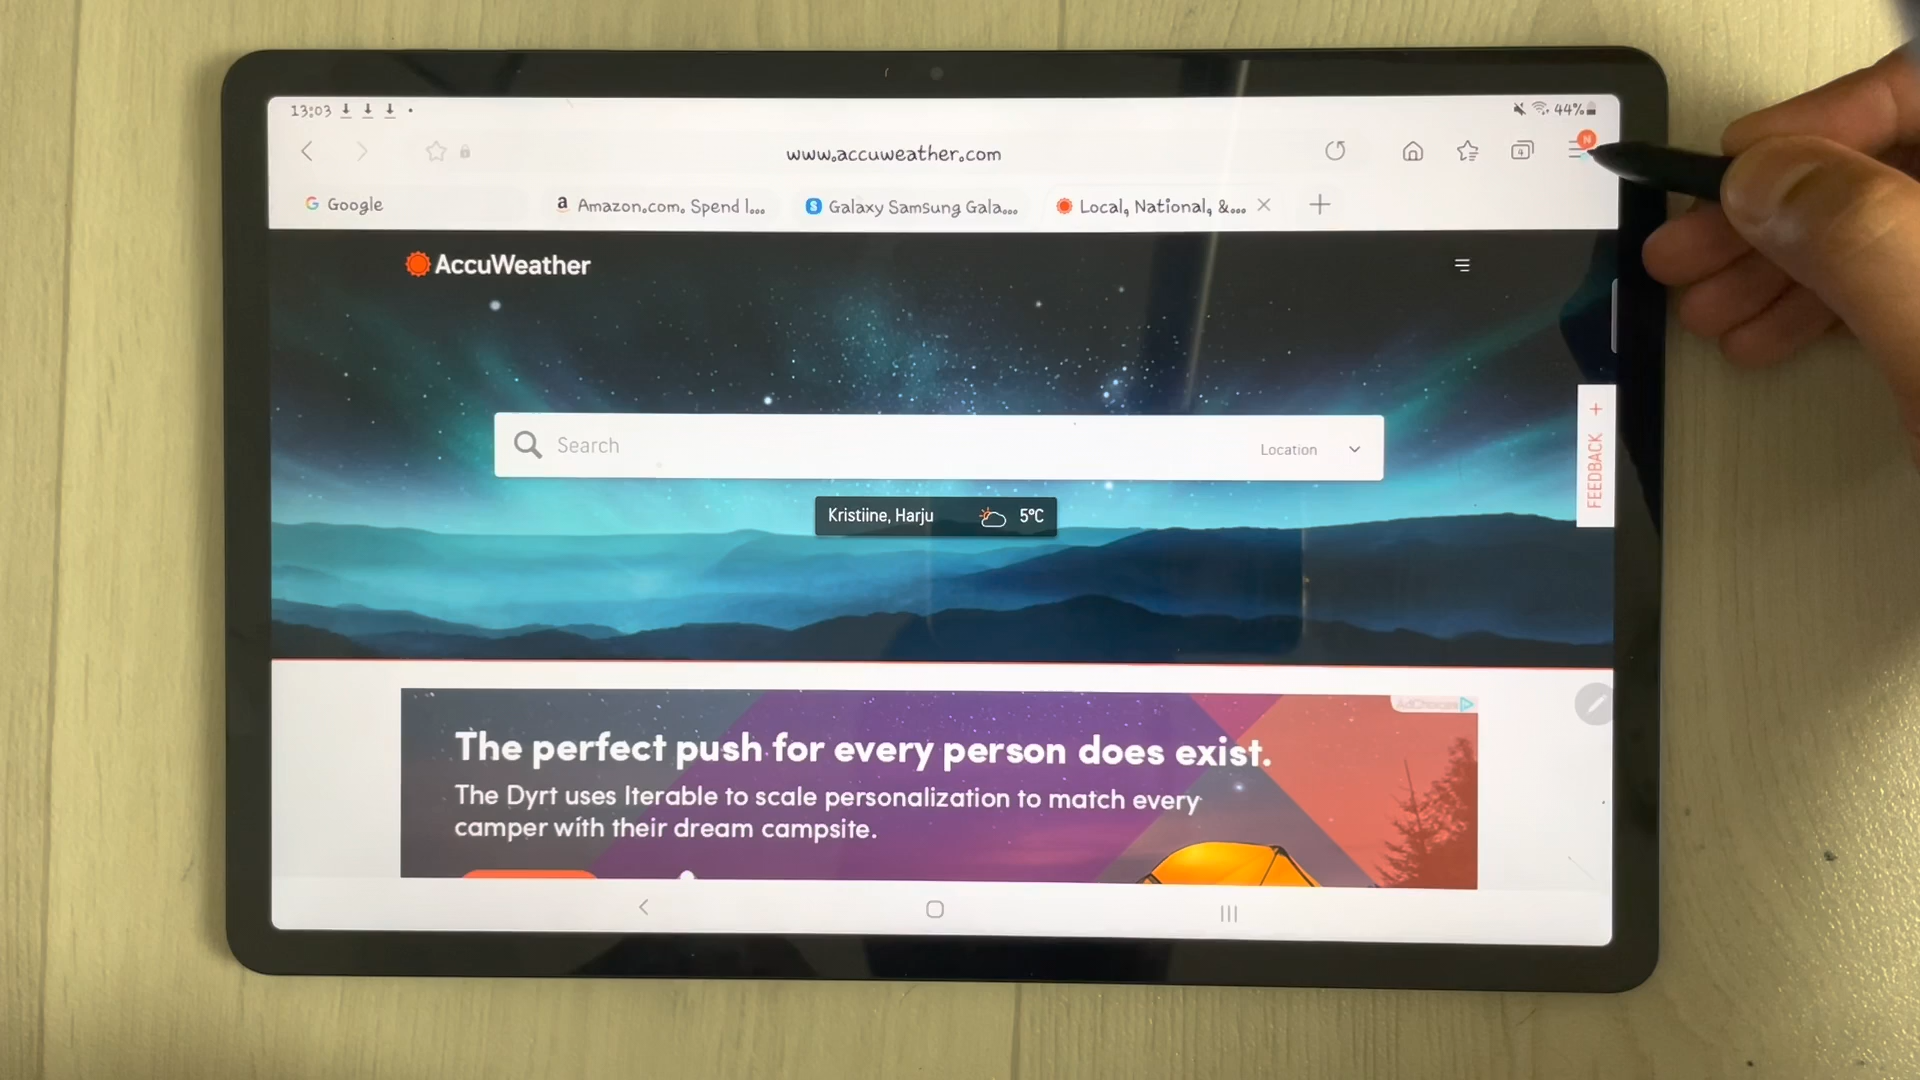 13:03
44%
www.accuweather.com
4
N
Google
Amazon.com. Spend l...
Galaxy Samsung Gala...
Local, National, &...
AccuWeather
Search
Location
FEEDBACK
Kristiine, Harju 5°C
AdChoices
The perfect push for every person does exist.
The Dyrt uses Iterable to scale personalization to match every
camper with their dream campsite.